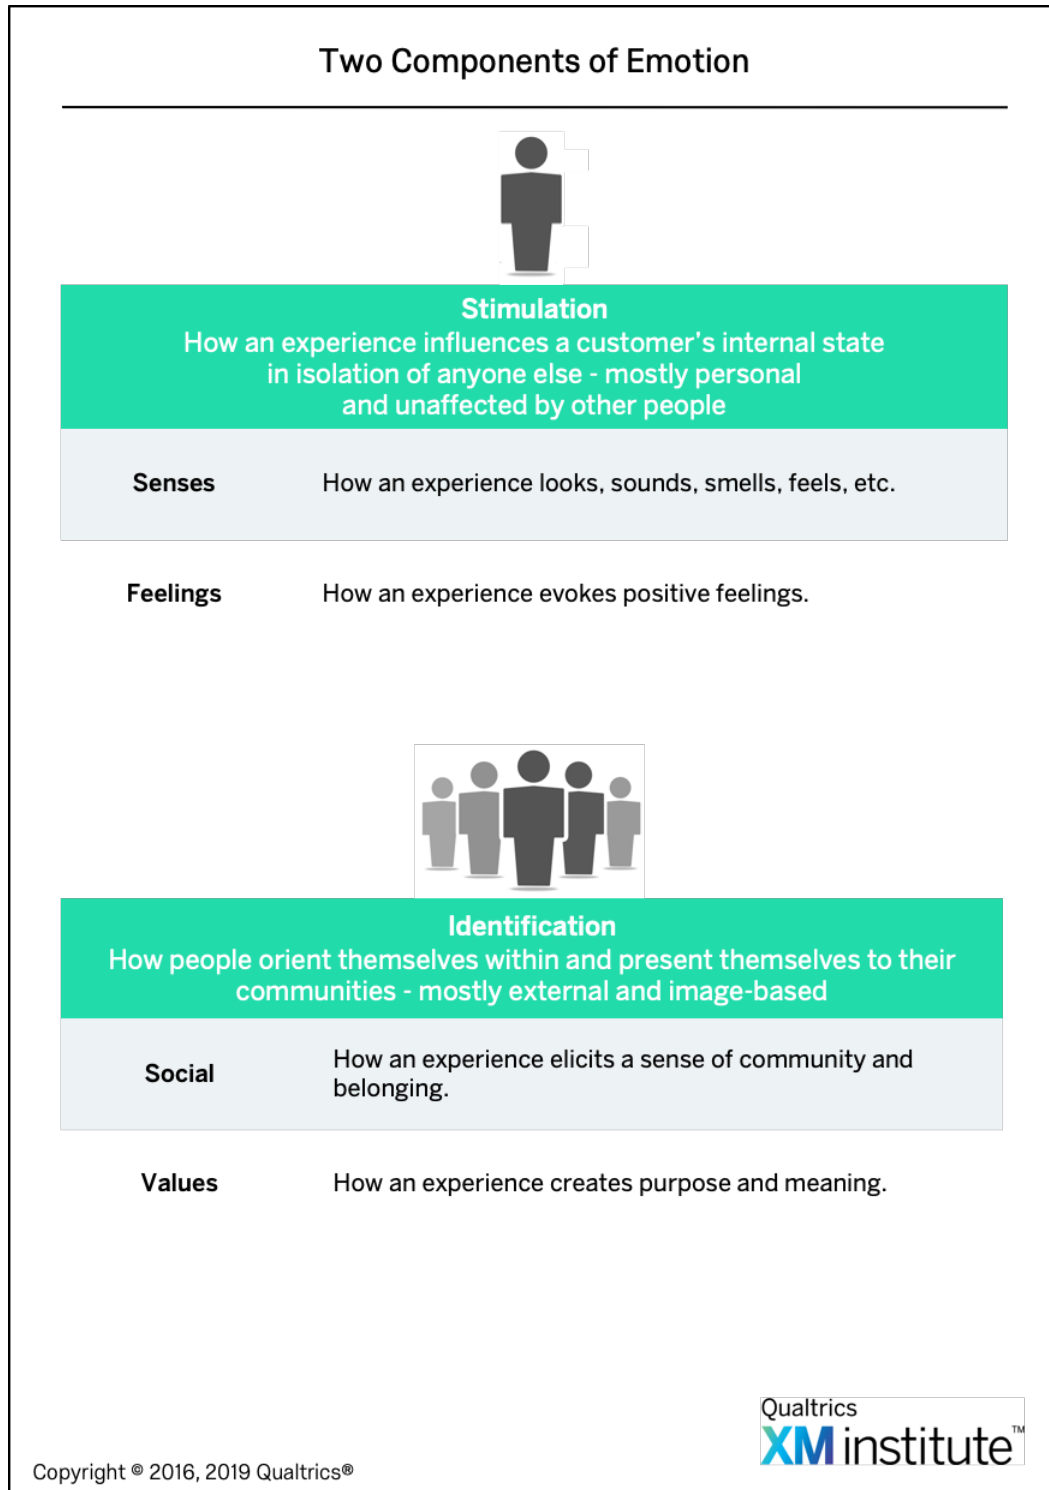 Two Components of Emotion
Stimulation
How an experience influences a customer's internal state
in isolation of anyone else - mostly personal
and unaffected by other people
Senses How an experience looks, sounds, smells, feels, etc.
Feelings How an experience evokes positive feelings.
Identification
How people orient themselves within and present themselves to their
communities - mostly external and image-based
Social How an experience elicits a sense of community and
belonging.
Values How an experience creates purpose and meaning.
Qualtrics
XM institute™
Copyright © 2016, 2019 Qualtrics®